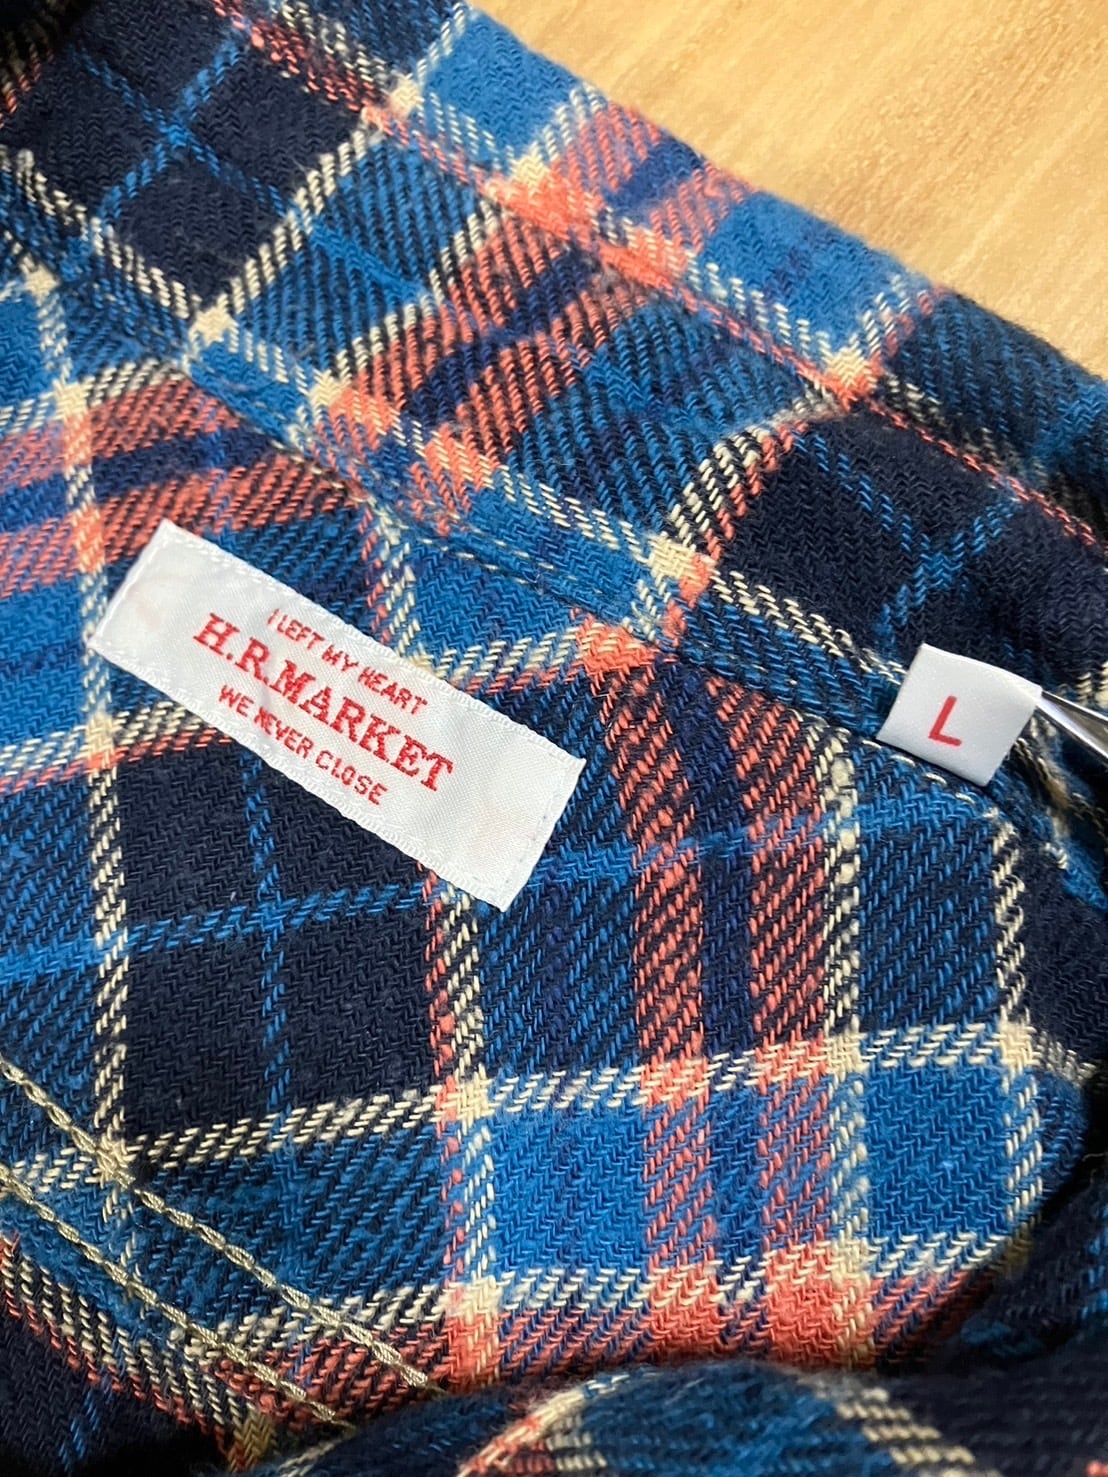 I LEFT MY HEART
H.R.MARKET
WE NEVER CLOSE
L